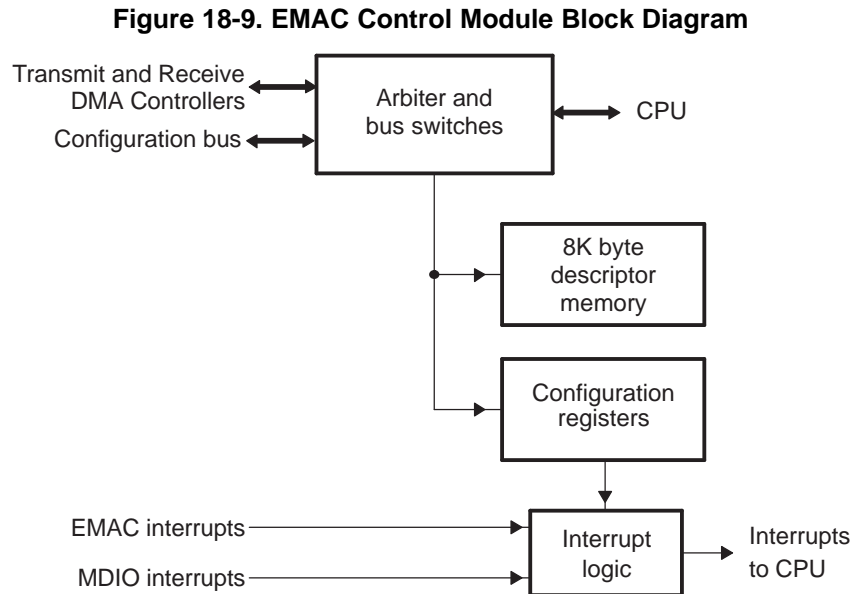 Figure 18-9. EMAC Control Module Block Diagram
Transmit and Receive
DMA Controllers
Configuration bus
Arbiter and
bus switches
CPU
8K byte
descriptor
memory
Configuration
registers
EMAC interrupts
MDIO interrupts
Interrupt
logic
Interrupts
to CPU